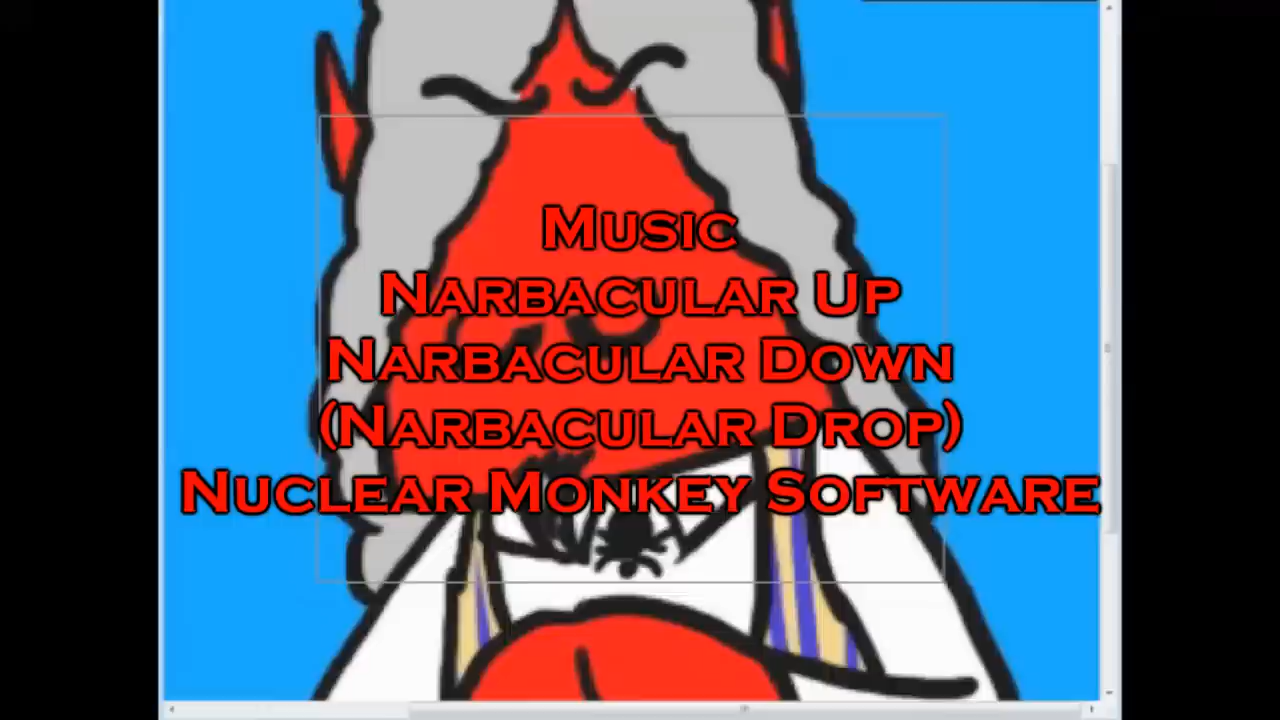 Music
Narbacular Up
Narbacular Down
(Narbacular Drop)
Nuclear Monkey Software